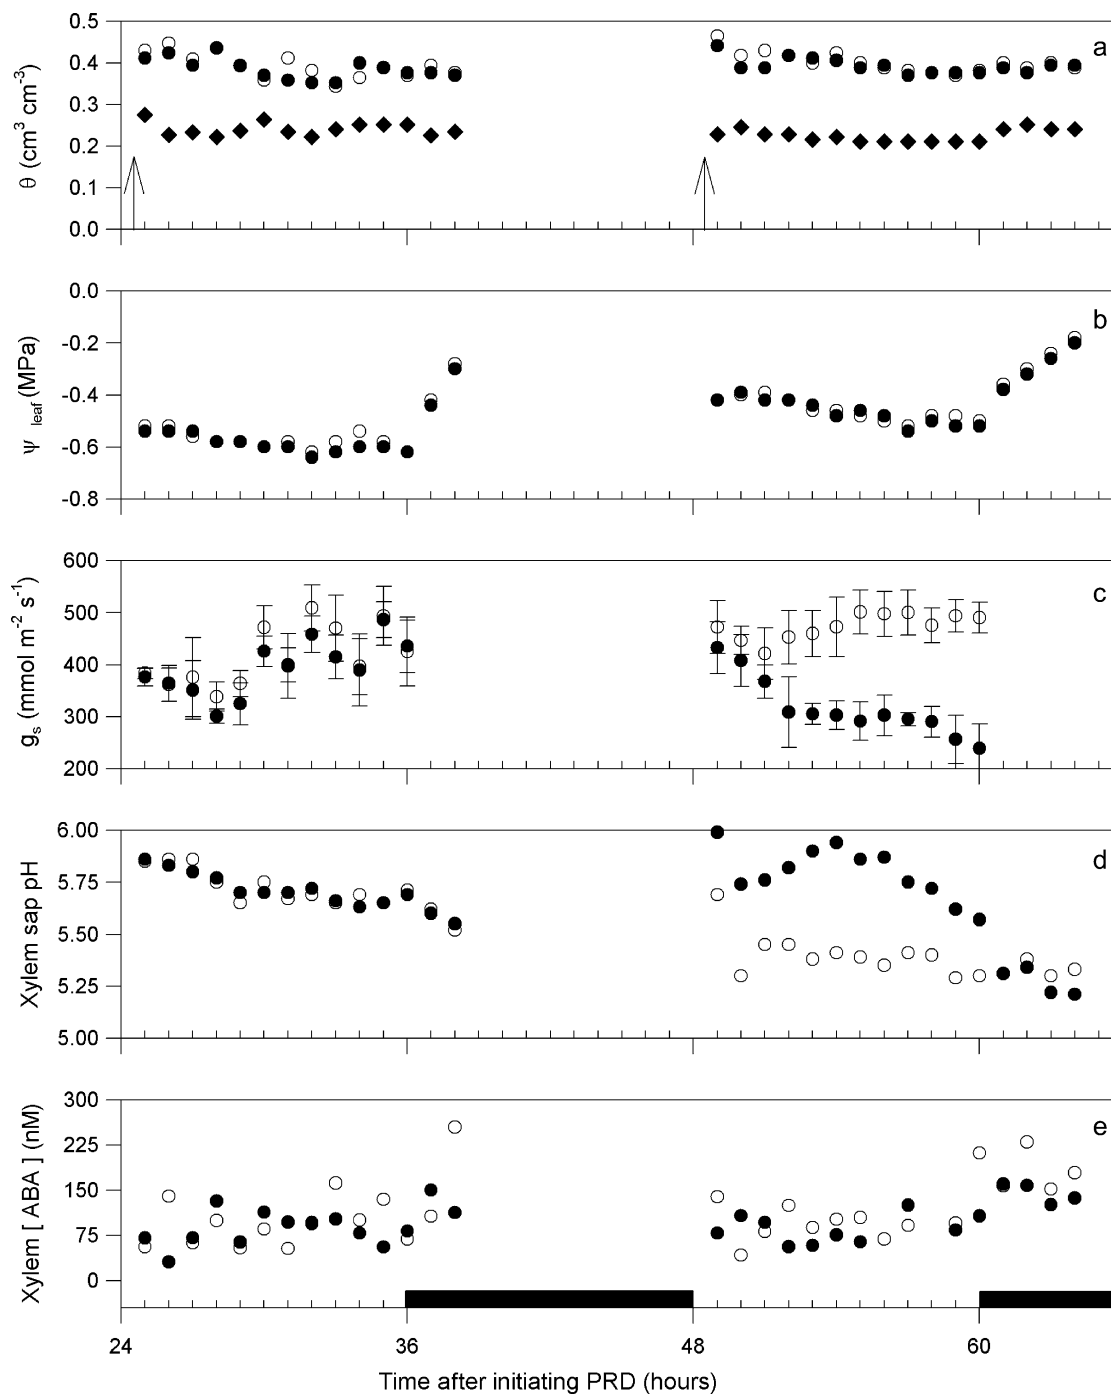 a
0.5
0.4
0.3
0.2
0.1
0.0
θ (cm³ cm⁻³)
b
0.0
-0.2
-0.4
-0.6
-0.8
Ψ leaf (MPa)
c
600
500
400
300
200
gₛ (mmol m⁻² s⁻¹)
d
6.00
5.75
5.50
5.25
5.00
Xylem sap pH
e
300
225
150
75
0
Xylem [ ABA ] (nM)
24 36 48 60
Time after initiating PRD (hours)